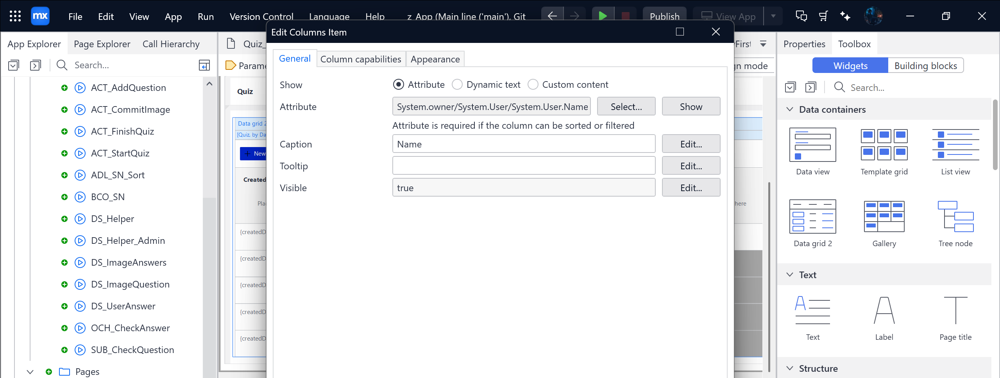 mx File Edit View App Run Version Control Language Help z App (Main line ('main'), Git Publish View App
Edit Columns Item
App Explorer Page Explorer Call Hierarchy
Search...
ACT_AddQuestion
ACT_CommitImage
ACT_FinishQuiz
ACT_StartQuiz
ADL_SN_Sort
BCO_SN
DS_Helper
DS_Helper_Admin
DS_ImageAnswers
DS_ImageQuestion
DS_UserAnswer
OCH_CheckAnswer
SUB_CheckQuestion
Pages
Quiz_
Parame
Quiz
Data grid 2
[Quiz, by Da
New
Created
Plac
{createdD
{createdD
{createdD
{createdD
{createdD
General Column capabilities Appearance
Show Attribute Dynamic text Custom content
Attribute System.owner/System.User/System.User.Name Select... Show
Attribute is required if the column can be sorted or filtered
Caption Name Edit...
Tooltip Edit...
Visible true Edit...
yFirst
gn mode
here
Properties Toolbox
Widgets Building blocks
Search...
Data containers
Data view Template grid List view
Data grid 2 Gallery Tree node
Text
Text Label Page title
Structure